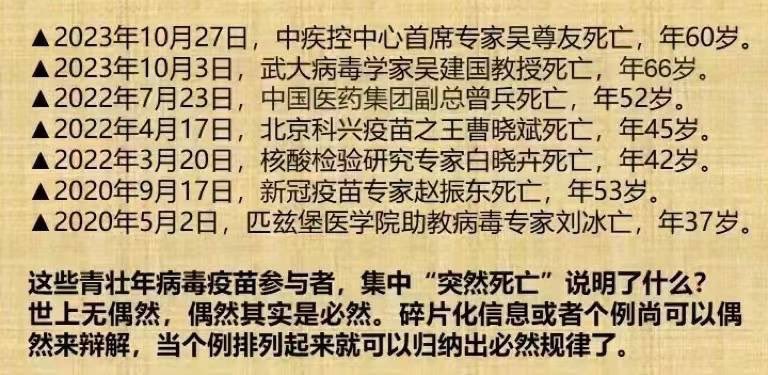 ▲2023年10月27日，中疾控中心首席专家吴尊友死亡，年60岁。
▲2023年10月3日，武大病毒学家吴建国教授死亡，年66岁。
▲2022年7月23日，中国医药集团副总曾兵死亡，年52岁。
▲2022年4月17日，北京科兴疫苗之王曹晓斌死亡，年45岁。
▲2022年3月20日，核酸检验研究专家白晓卉死亡，年42岁。
▲2020年9月17日，新冠疫苗专家赵振东死亡，年53岁。
▲2020年5月2日，匹兹堡医学院助教病毒专家刘冰亡，年37岁。
这些青壮年病毒疫苗参与者，集中“突然死亡”说明了什么？
世上无偶然，偶然其实是必然。碎片化信息或者个例尚可以偶
然来辩解，当个例排列起来就可以归纳出必然规律了。